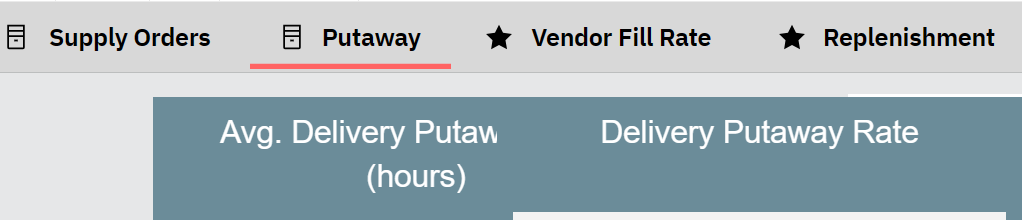 Supply Orders Putaway Vendor Fill Rate Replenishment
Avg. Delivery Putaw
(hours)
Delivery Putaway Rate